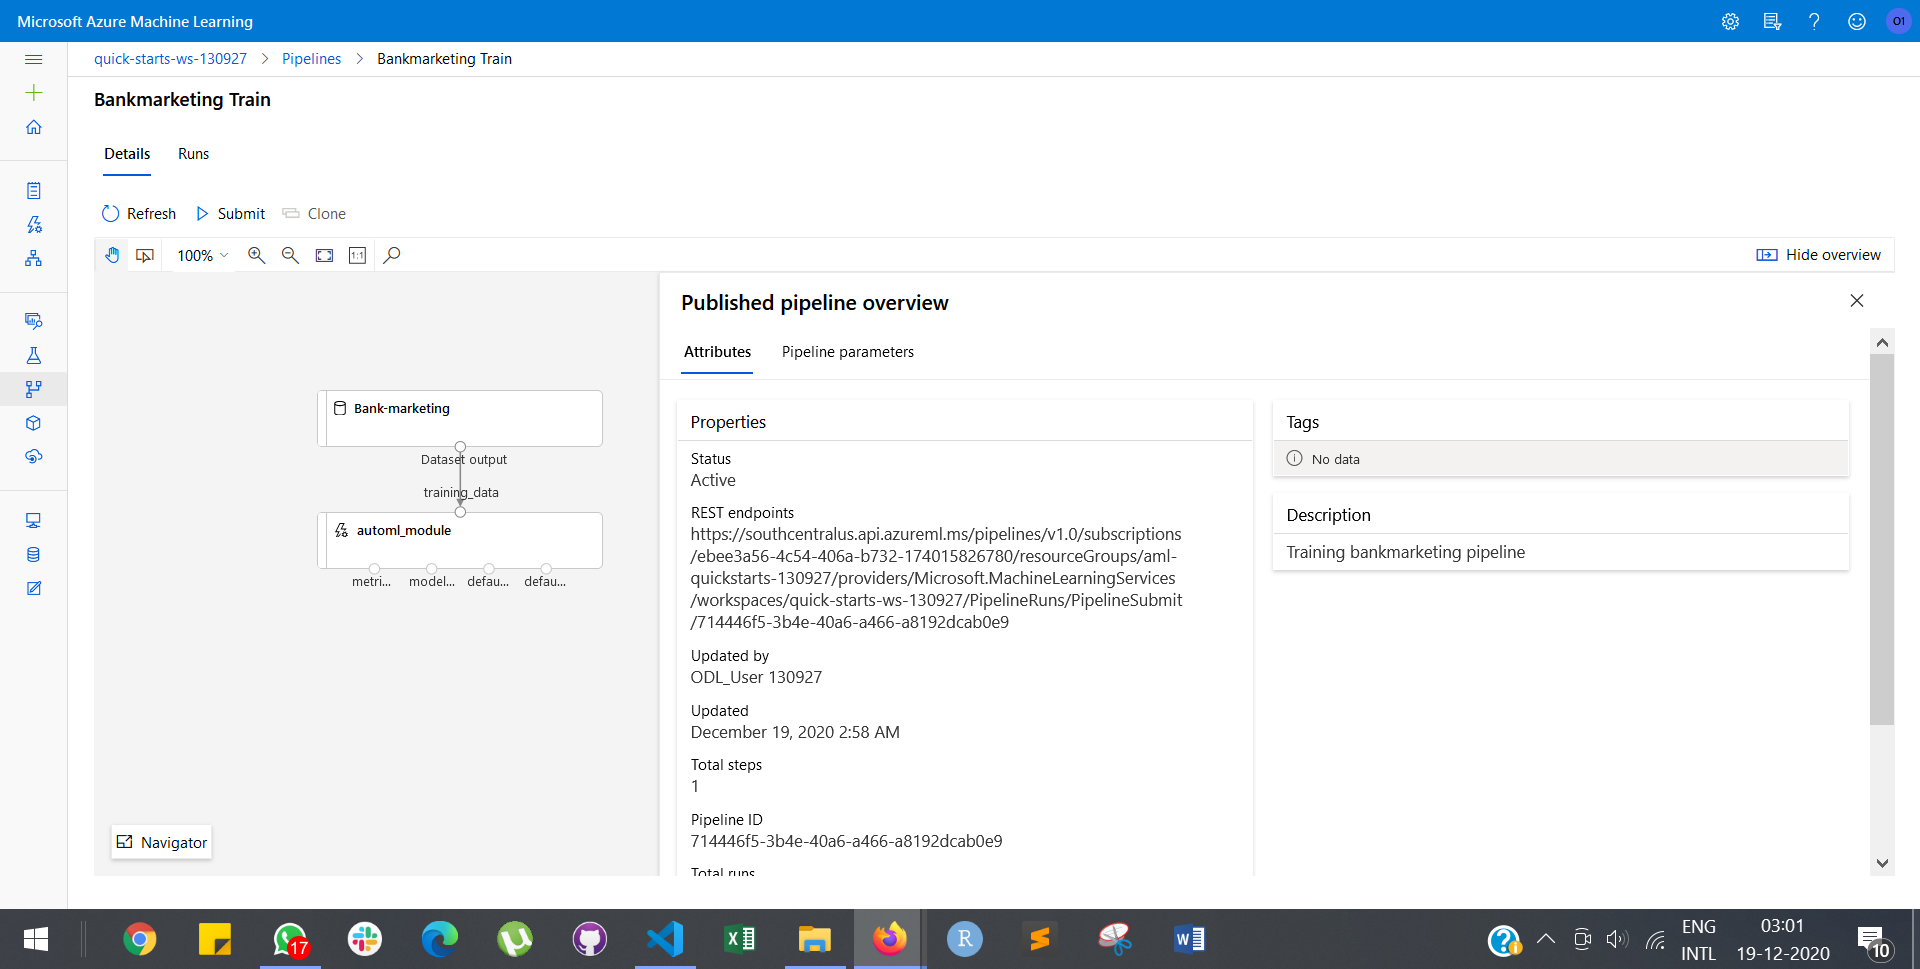 Microsoft Azure Machine Learning
O1
quick-starts-ws-130927 > Pipelines > Bankmarketing Train
Bankmarketing Train
Details Runs
Refresh Submit Clone
100% 1:1 Hide overview
Published pipeline overview
Attributes Pipeline parameters
Bank-marketing
Dataset output
training_data
automl_module
metri... model... defau... defau...
Navigator
Properties
Status
Active
REST endpoints
https://southcentralus.api.azureml.ms/pipelines/v1.0/subscriptions
/ebee3a56-4c54-406a-b732-174015826780/resourceGroups/aml-
quickstarts-130927/providers/Microsoft.MachineLearningServices
/workspaces/quick-starts-ws-130927/PipelineRuns/PipelineSubmit
/714446f5-3b4e-40a6-a466-a8192dcab0e9
Updated by
ODL_User 130927
Updated
December 19, 2020 2:58 AM
Total steps
1
Pipeline ID
714446f5-3b4e-40a6-a466-a8192dcab0e9
Total runs
Tags
No data
Description
Training bankmarketing pipeline
17
ENG
INTL
03:01
19-12-2020
10